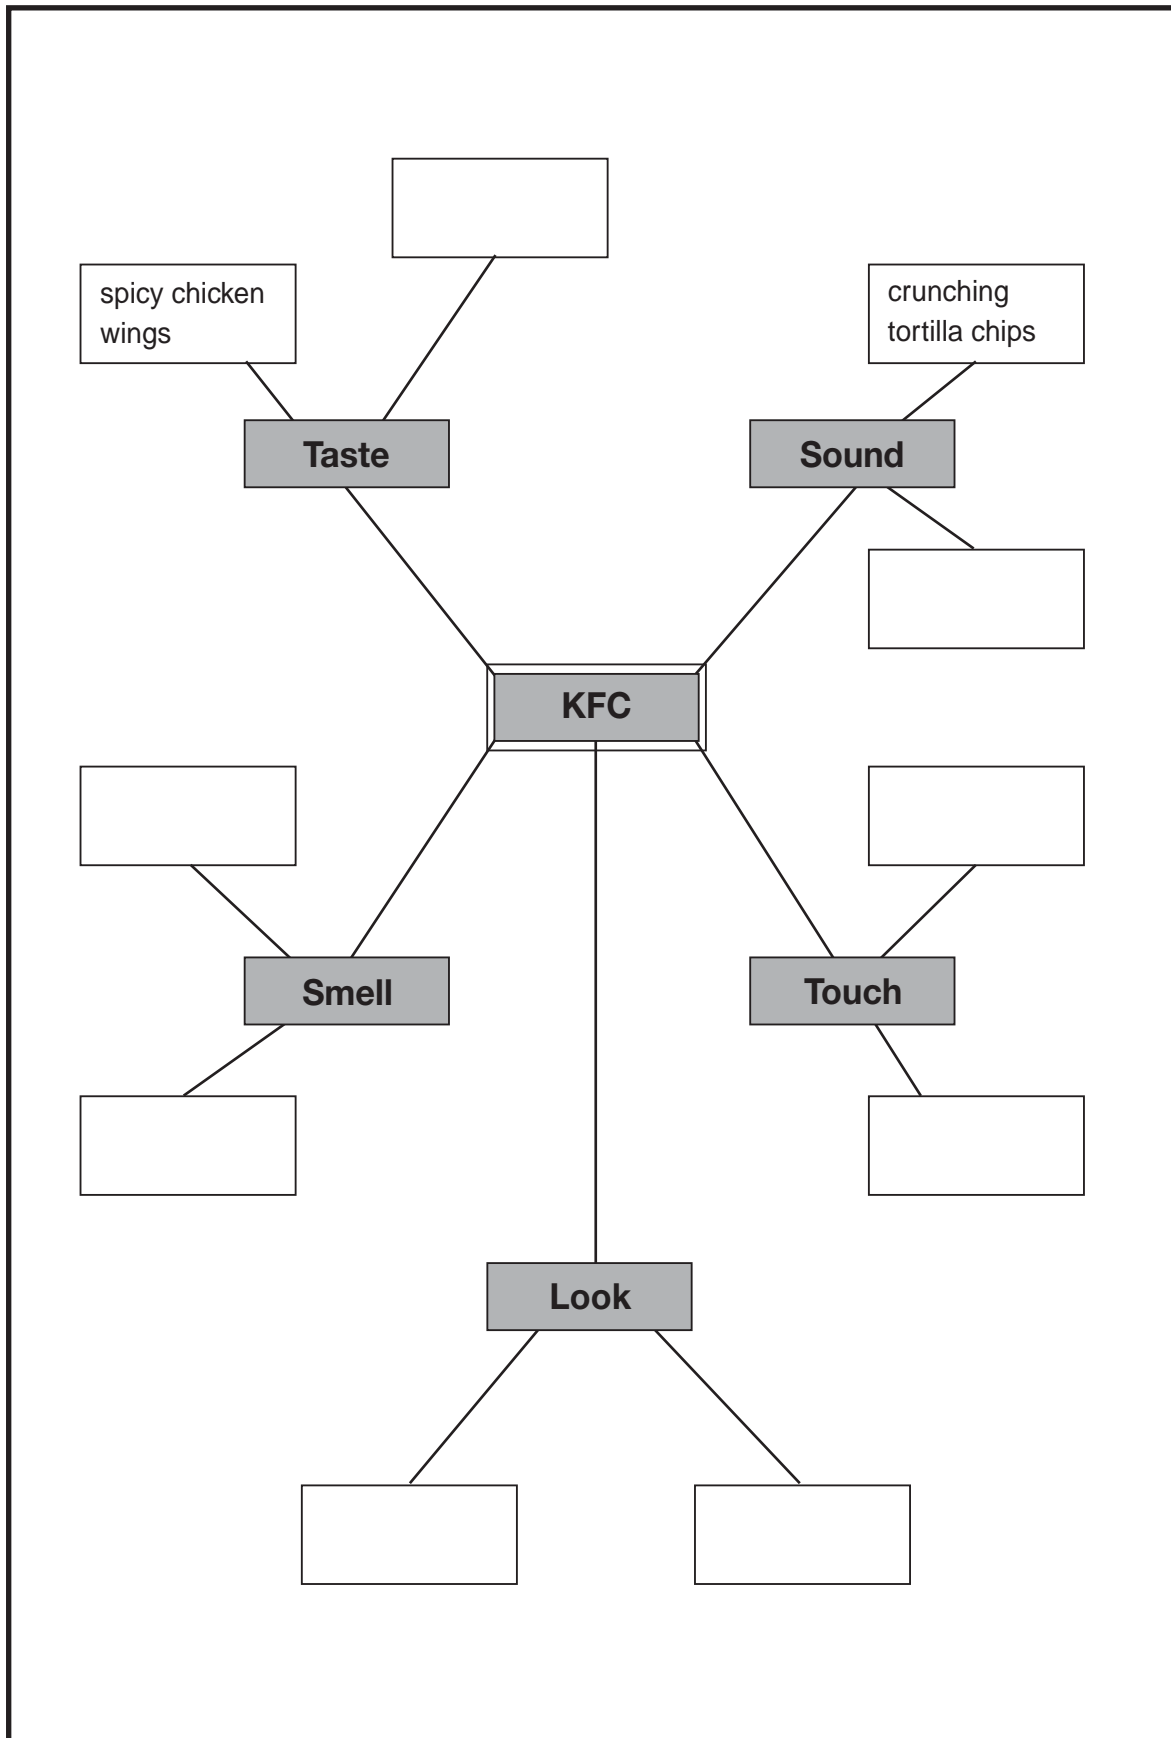 spicy chicken
wings
crunching
tortilla chips
Taste
Sound
KFC
Smell
Touch
Look